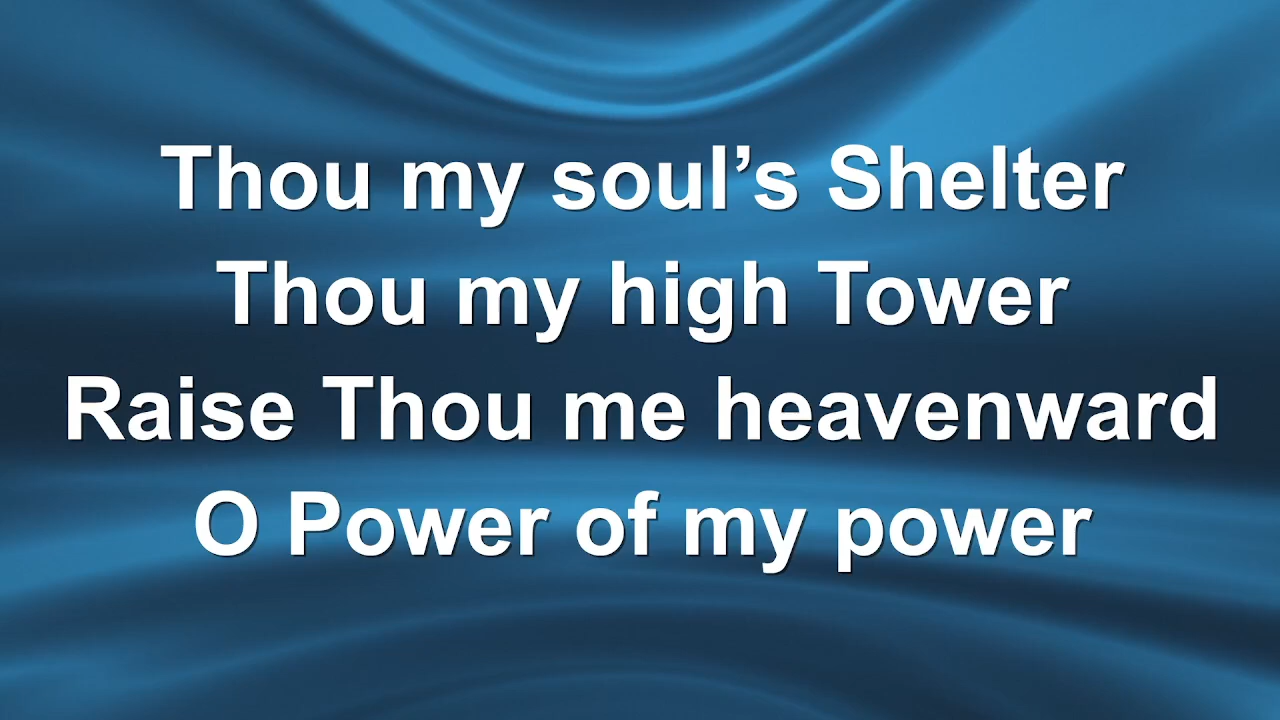 Thou my soul’s Shelter
Thou my high Tower
Raise Thou me heavenward
O Power of my power